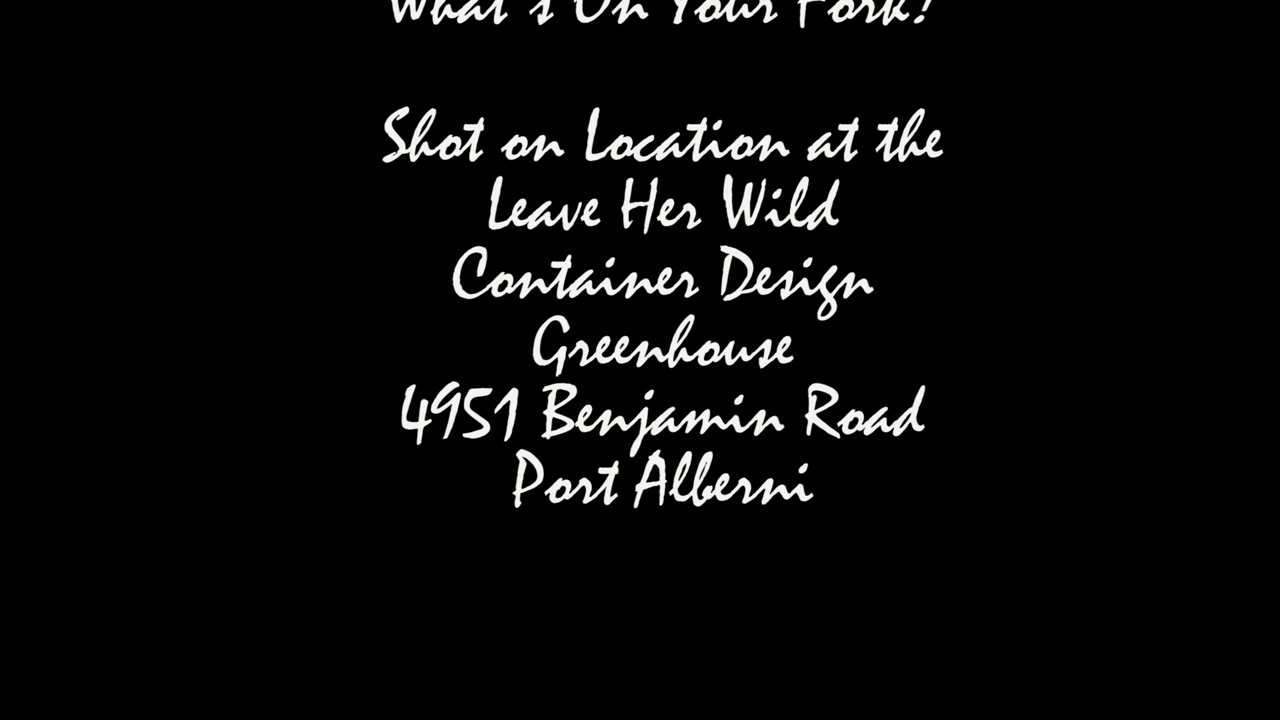 What's On Your Fork?
Shot on Location at the
Leave Her Wild
Container Design
Greenhouse
4951 Benjamin Road
Port Alberni